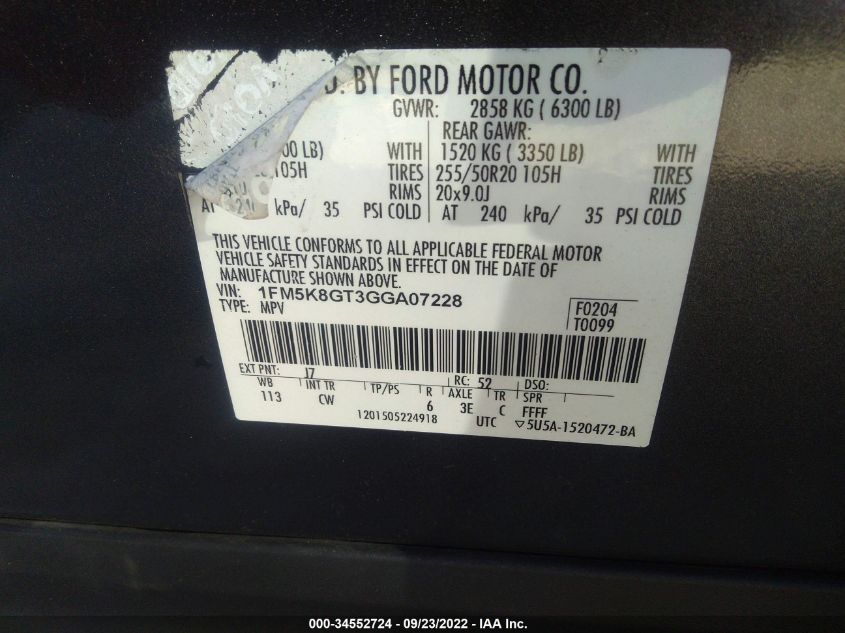 D. BY FORD MOTOR CO.
GVWR: 2858 KG ( 6300 LB)
REAR GAWR:
00 LB) WITH 1520 KG ( 3350 LB) WITH
105H TIRES 255/50R20 105H TIRES
RIMS 20x9.0J RIMS
AT kPa/ 35 PSI COLD AT 240 kPa/ 35 PSI COLD
THIS VEHICLE CONFORMS TO ALL APPLICABLE FEDERAL MOTOR
VEHICLE SAFETY STANDARDS IN EFFECT ON THE DATE OF
MANUFACTURE SHOWN ABOVE.
VIN: 1FM5K8GT3GGA07228 F0204
TYPE: MPV T0099
EXT PNT: J7 RC: 52 DSO:
WB INT TR TP/PS R AXLE TR SPR
113 CW 6 3E C FFFF
1201505224918 UTC ▽5U5A-1520472-BA
000-34552724 - 09/23/2022 - IAA Inc.